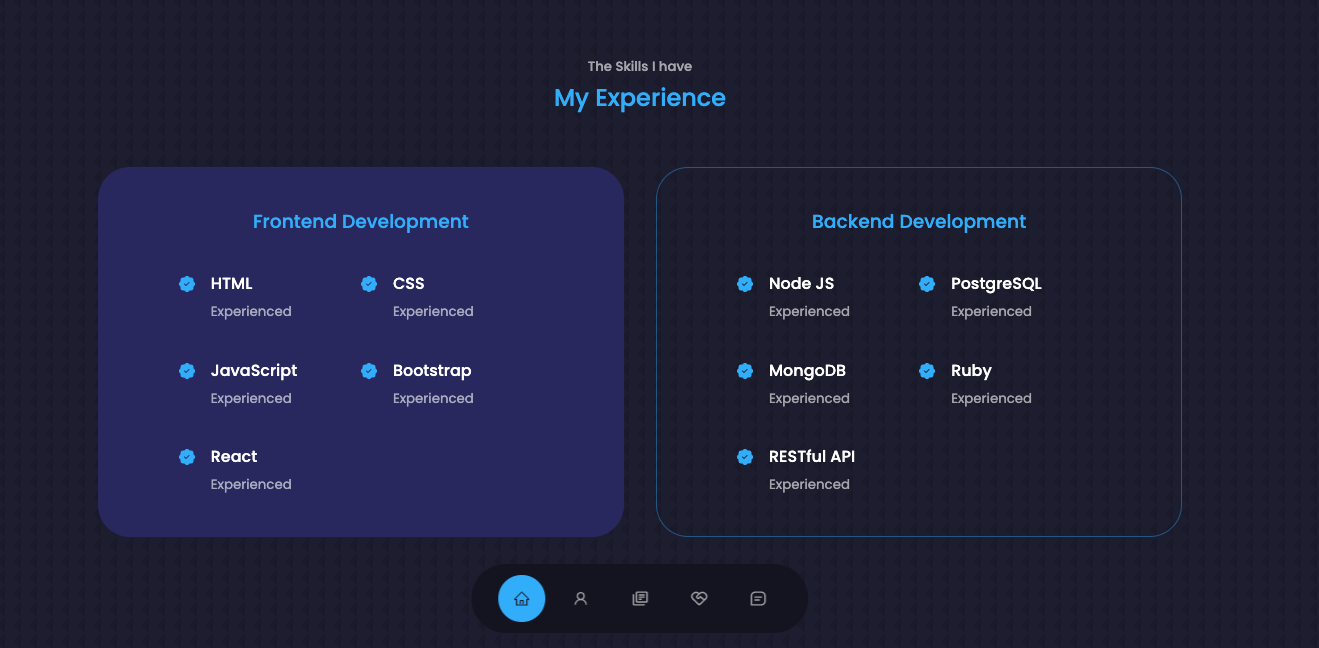 The Skills I have
My Experience
Frontend Development
HTML
Experienced
CSS
Experienced
JavaScript
Experienced
Bootstrap
Experienced
React
Experienced
Backend Development
Node JS
Experienced
PostgreSQL
Experienced
MongoDB
Experienced
Ruby
Experienced
RESTful API
Experienced